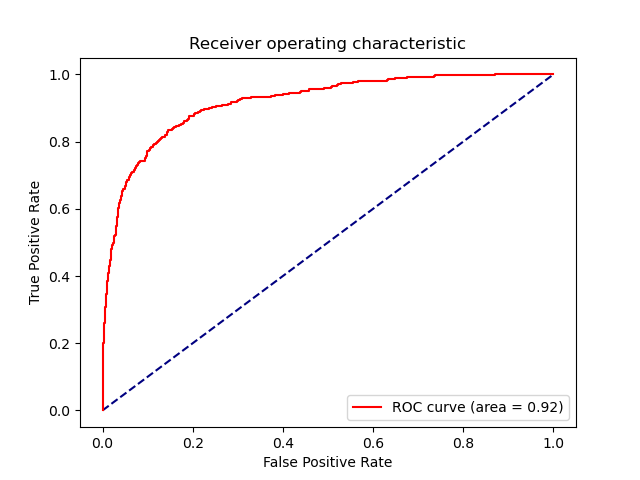 Receiver operating characteristic
True Positive Rate
1.0
0.8
0.6
0.4
0.2
0.0
ROC curve (area = 0.92)
0.0 0.2 0.4 0.6 0.8 1.0
False Positive Rate